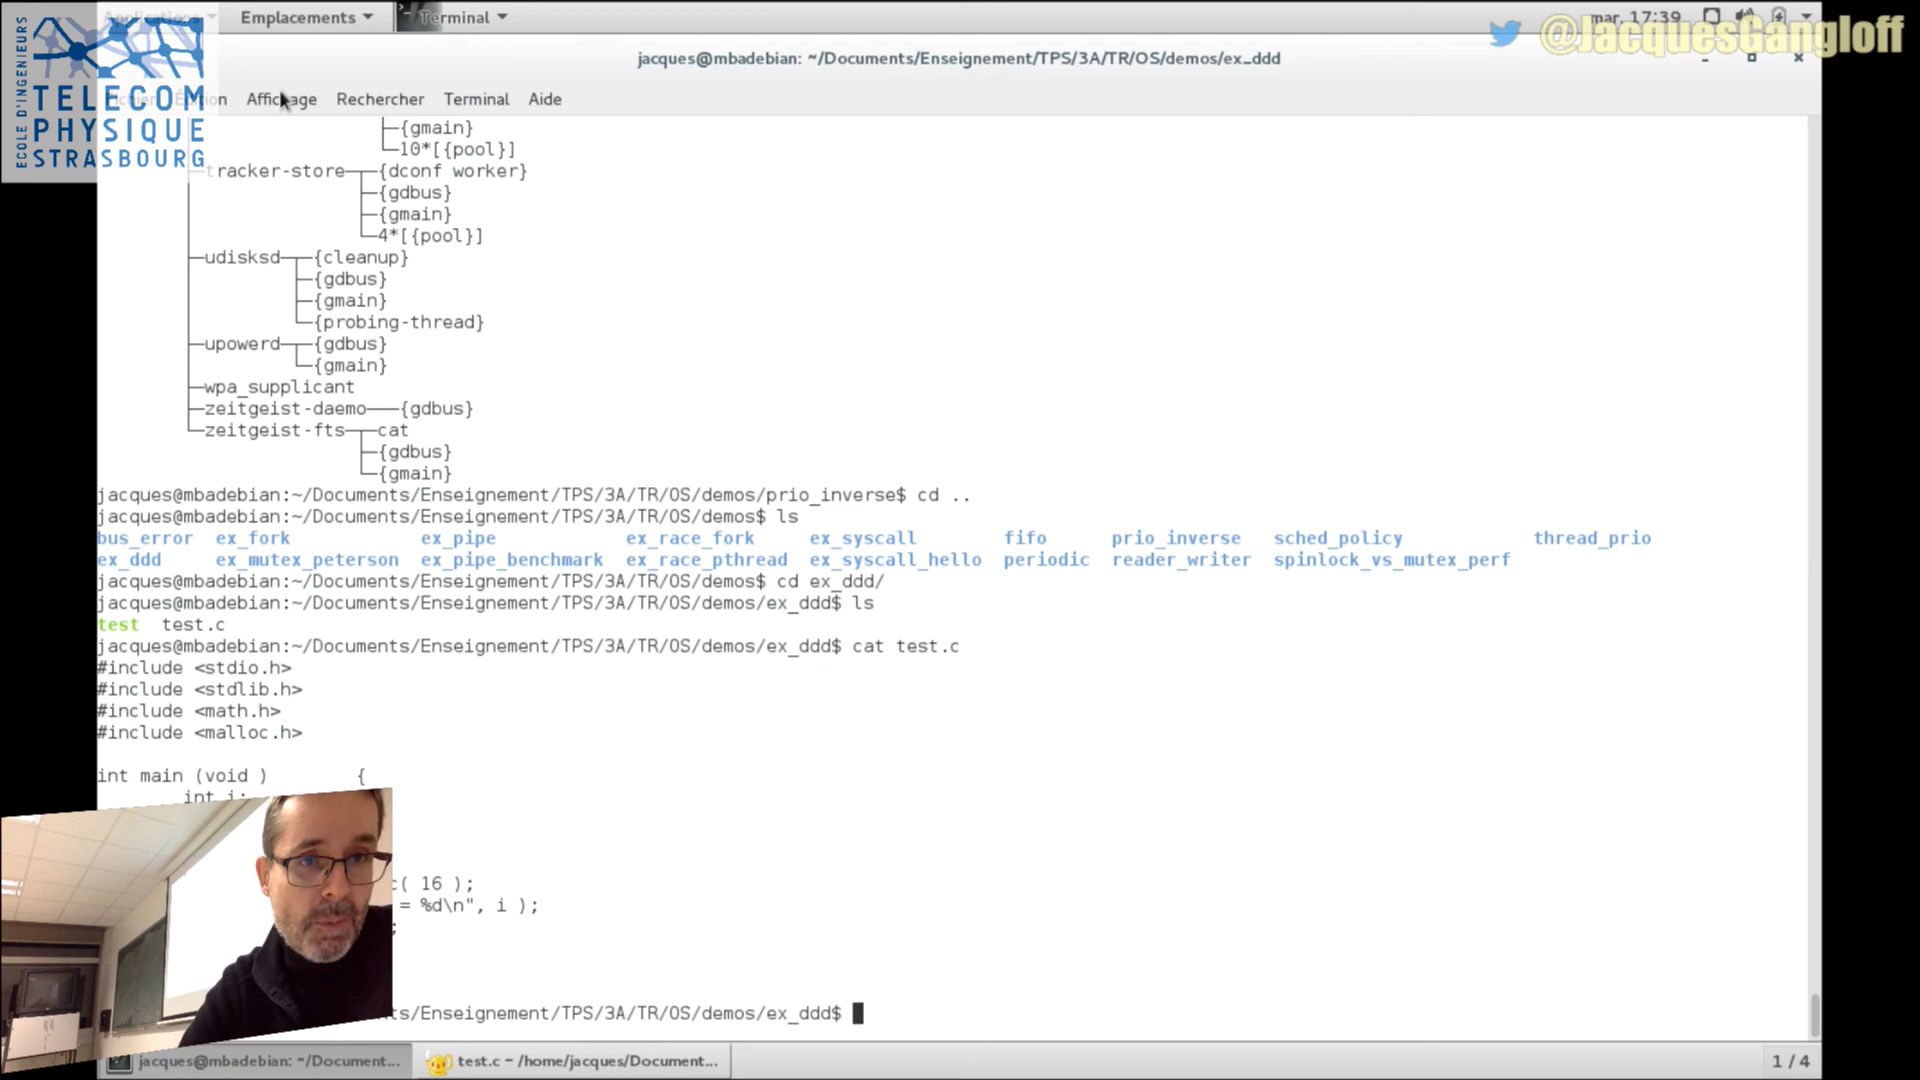 Applications Emplacements Terminal mar. 17:39
@JacquesGangloff
jacques@mbadebian: ~/Documents/Enseignement/TPS/3A/TR/OS/demos/ex_ddd
ECOLE D'INGENIEURS
TELECOM
PHYSIQUE
STRASBOURG
Fichier Édition Affichage Rechercher Terminal Aide
├─{gmain}
└─10*[{pool}]
├─tracker-store─┬─{dconf worker}
├─{gdbus}
├─{gmain}
└─4*[{pool}]
├─udisksd─┬─{cleanup}
├─{gdbus}
├─{gmain}
└─{probing-thread}
├─upowerd─┬─{gdbus}
└─{gmain}
├─wpa_supplicant
├─zeitgeist-daemo───{gdbus}
└─zeitgeist-fts─┬─cat
├─{gdbus}
└─{gmain}
jacques@mbadebian:~/Documents/Enseignement/TPS/3A/TR/OS/demos/prio_inverse$ cd ..
jacques@mbadebian:~/Documents/Enseignement/TPS/3A/TR/OS/demos$ ls
bus_error ex_fork ex_pipe ex_race_fork ex_syscall fifo prio_inverse sched_policy thread_prio
ex_ddd ex_mutex_peterson ex_pipe_benchmark ex_race_pthread ex_syscall_hello periodic reader_writer spinlock_vs_mutex_perf
jacques@mbadebian:~/Documents/Enseignement/TPS/3A/TR/OS/demos$ cd ex_ddd/
jacques@mbadebian:~/Documents/Enseignement/TPS/3A/TR/OS/demos/ex_ddd$ ls
test test.c
jacques@mbadebian:~/Documents/Enseignement/TPS/3A/TR/OS/demos/ex_ddd$ cat test.c
#include <stdio.h>
#include <stdlib.h>
#include <math.h>
#include <malloc.h>
int main (void ) {
int i;
c( 16 );
= %d\n", i );
;
ts/Enseignement/TPS/3A/TR/OS/demos/ex_ddd$
jacques@mbadebian: ~/Document... test.c - /home/jacques/Document... 1 / 4